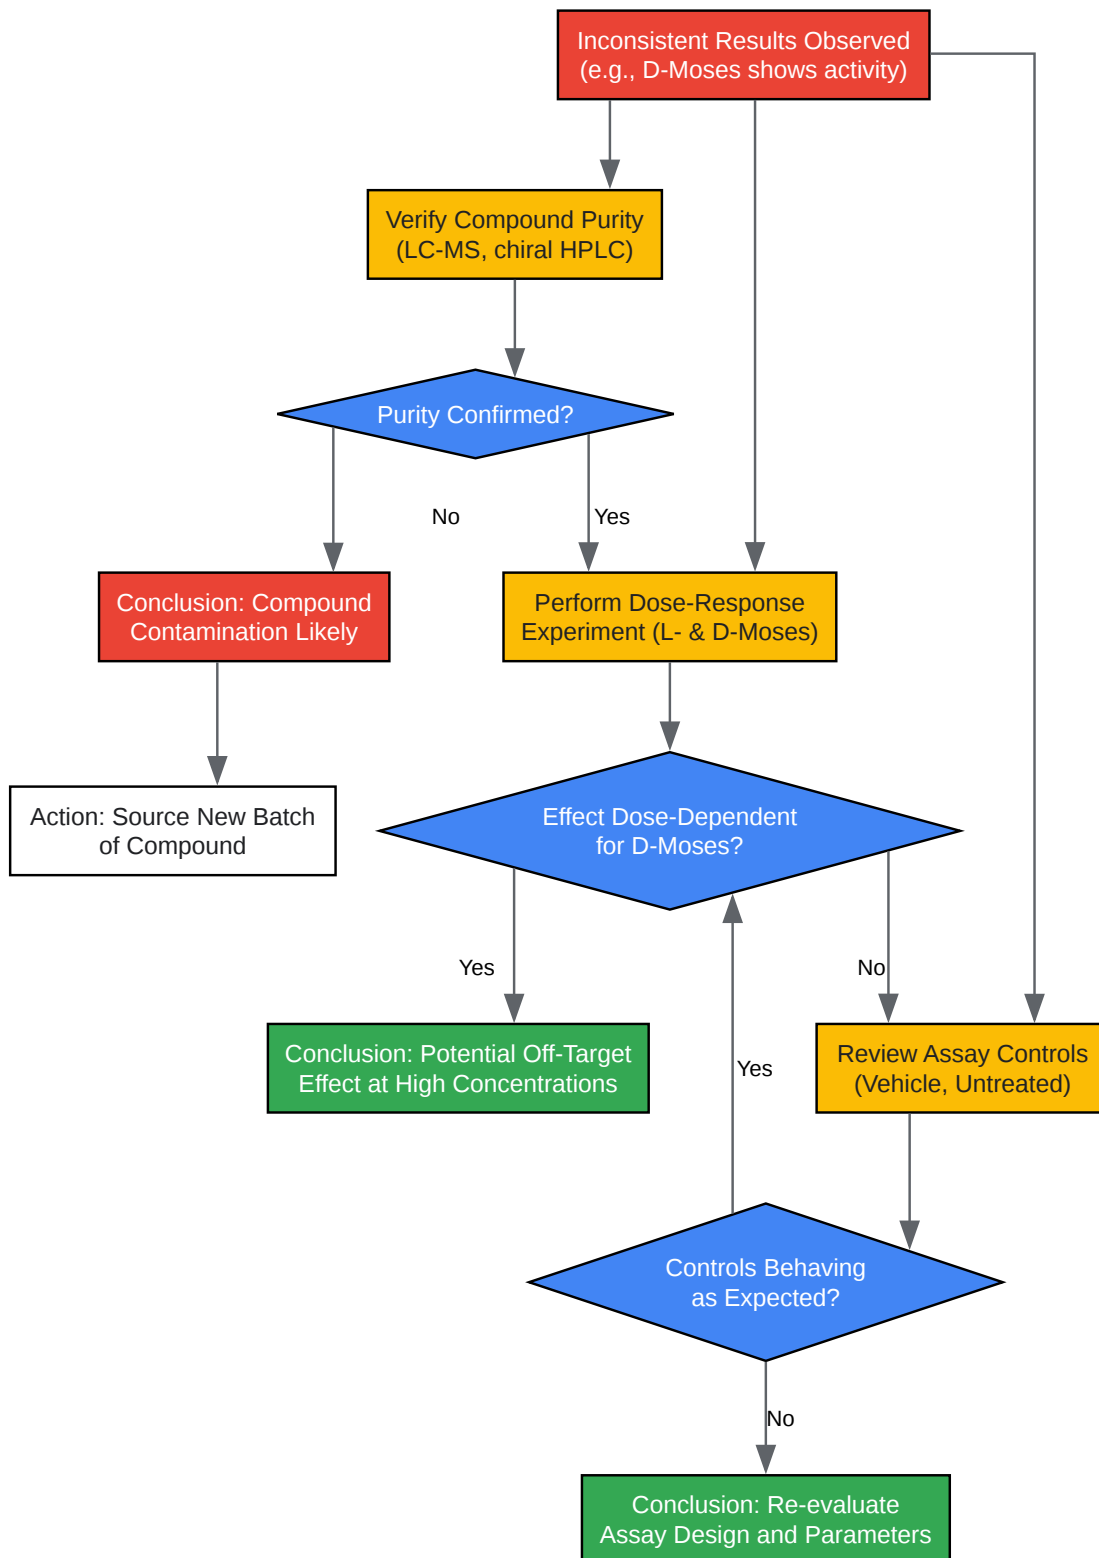 Inconsistent Results Observed
(e.g., D-Moses shows activity)
Verify Compound Purity
(LC-MS, chiral HPLC)
Purity Confirmed?
No
Yes
Conclusion: Compound
Contamination Likely
Perform Dose-Response
Experiment (L- & D-Moses)
Action: Source New Batch
of Compound
Effect Dose-Dependent
for D-Moses?
Yes
No
Conclusion: Potential Off-Target
Effect at High Concentrations
Yes
Review Assay Controls
(Vehicle, Untreated)
Controls Behaving
as Expected?
No
Conclusion: Re-evaluate
Assay Design and Parameters